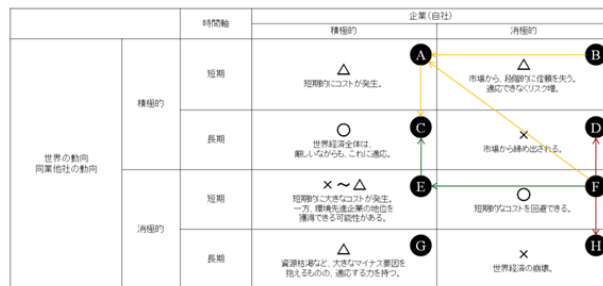 企業(自社)
時間軸
積極的
消極的
世界の動向
同業他社の動向
積極的
短期
△
短期的にコストが発生。
A
△
市場から、段階的に信頼を失う。
適応できなくリスク増。
B
長期
○
世界経済全体は、
厳しいながらも、これに適応。
C
×
市場から締め出される。
D
消極的
短期
×～△
短期的に大きなコストが発生。
一方、環境先進企業の地位を
獲得できる可能性がある。
E
○
短期的なコストを回避できる。
F
長期
△
資源枯渇など、大きなマイナス要因を
抱えるものの、適応する力を持つ。
G
×
世界経済の崩壊。
H